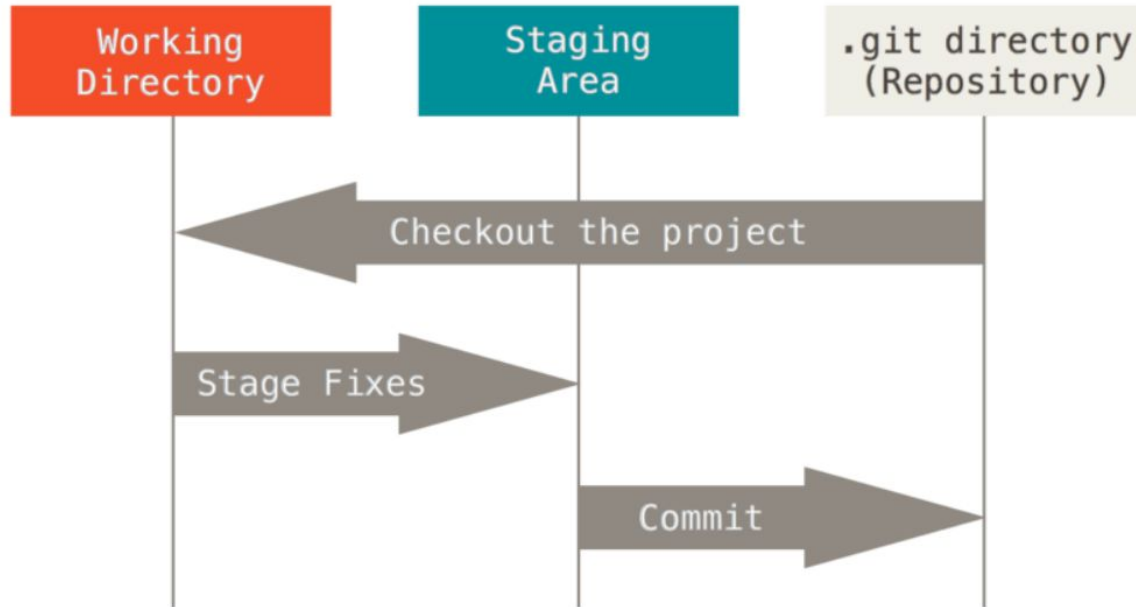 Working
Directory
Staging
Area
.git directory
(Repository)
Checkout the project
Stage Fixes
Commit